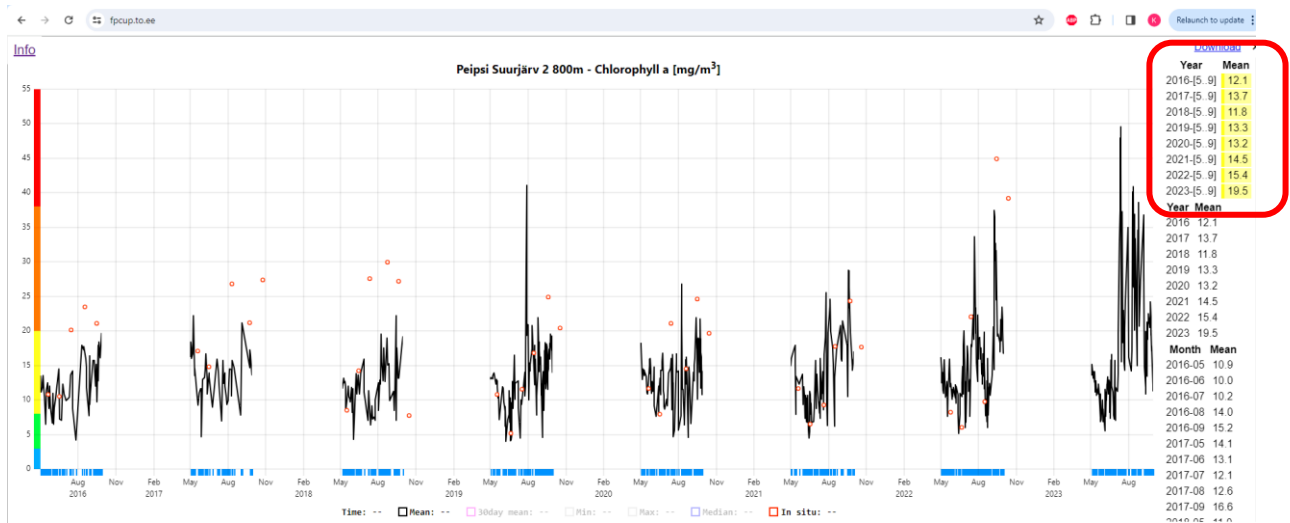 fpcup.to.ee
ABP
K
Relaunch to update
Info
Download
Peipsi Suurjärv 2 800m - Chlorophyll a [mg/m³]
55
50
45
40
35
30
25
20
15
10
5
0
Aug Nov Feb May Aug Nov Feb May Aug Nov Feb May Aug Nov Feb May Aug Nov Feb May Aug Nov Feb May Aug Nov Feb May Aug
2016 2017 2018 2019 2020 2021 2022 2023
Time: -- Mean: -- 30day mean: -- Min: -- Max: -- Median: -- In situ: --
Year Mean
2016-[5..9] 12.1
2017-[5..9] 13.7
2018-[5..9] 11.8
2019-[5..9] 13.3
2020-[5..9] 13.2
2021-[5..9] 14.5
2022-[5..9] 15.4
2023-[5..9] 19.5
Year Mean
2016 12.1
2017 13.7
2018 11.8
2019 13.3
2020 13.2
2021 14.5
2022 15.4
2023 19.5
Month Mean
2016-05 10.9
2016-06 10.0
2016-07 10.2
2016-08 14.0
2016-09 15.2
2017-05 14.1
2017-06 13.1
2017-07 12.1
2017-08 12.6
2017-09 16.6